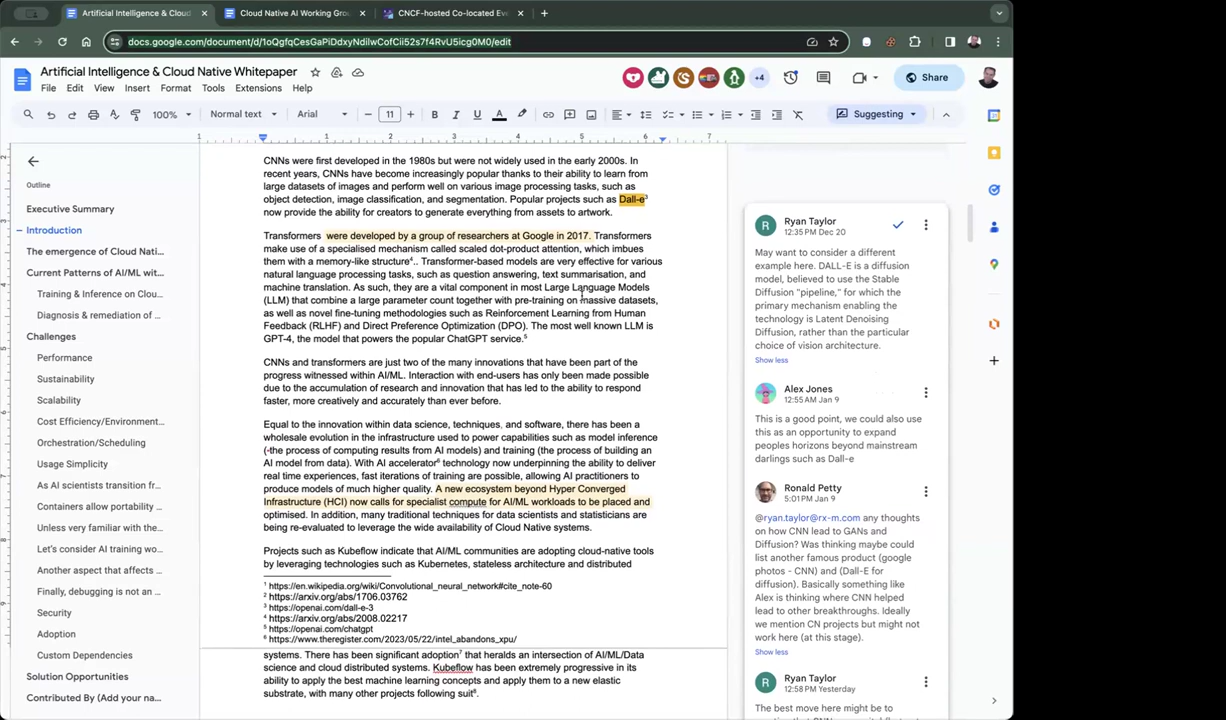 Artificial Intelligence & Cloud
Cloud Native AI Working Gro
CNCF-hosted Co-located Eve
docs.google.com/document/d/1oQgfqCesGaPiDdxyNdilwCofCii52s7f4RvU5icg0M0/edit
Artificial Intelligence & Cloud Native Whitepaper
+4
Share
File Edit View Insert Format Tools Extensions Help
100%
Normal text
Arial
11
Suggesting
1 1 2 3 4 5 6 7
Outline
Executive Summary
Introduction
The emergence of Cloud Nati...
Current Patterns of AI/ML wit...
Training & Inference on Clou...
Diagnosis & remediation of ...
Challenges
Performance
Sustainability
Scalability
Cost Efficiency/Environmen...
Orchestration/Scheduling
Usage Simplicity
As AI scientists transition fr...
Containers allow portability ...
Unless very familiar with the...
Let's consider AI training wo...
Another aspect that affects ...
Finally, debugging is not an ...
Security
Adoption
Custom Dependencies
Solution Opportunities
Contributed By (Add your na...
CNNs were first developed in the 1980s but were not widely used in the early 2000s. In
recent years, CNNs have become increasingly popular thanks to their ability to learn from
large datasets of images and perform well on various image processing tasks, such as
object detection, image classification, and segmentation. Popular projects such as Dall-e³
now provide the ability for creators to generate everything from assets to artwork.
Transformers were developed by a group of researchers at Google in 2017. Transformers
make use of a specialised mechanism called scaled dot-product attention, which imbues
them with a memory-like structure⁴.. Transformer-based models are very effective for various
natural language processing tasks, such as question answering, text summarisation, and
machine translation. As such, they are a vital component in most Large Language Models
(LLM) that combine a large parameter count together with pre-training on massive datasets,
as well as novel fine-tuning methodologies such as Reinforcement Learning from Human
Feedback (RLHF) and Direct Preference Optimization (DPO). The most well known LLM is
GPT-4, the model that powers the popular ChatGPT service.⁵
CNNs and transformers are just two of the many innovations that have been part of the
progress witnessed within AI/ML. Interaction with end-users has only been made possible
due to the accumulation of research and innovation that has led to the ability to respond
faster, more creatively and accurately than ever before.
Equal to the innovation within data science, techniques, and software, there has been a
wholesale evolution in the infrastructure used to power capabilities such as model inference
(-the process of computing results from AI models) and training (the process of building an
AI model from data). With AI accelerator⁶ technology now underpinning the ability to deliver
real time experiences, fast iterations of training are possible, allowing AI practitioners to
produce models of much higher quality. A new ecosystem beyond Hyper Converged
Infrastructure (HCI) now calls for specialist compute for AI/ML workloads to be placed and
optimised. In addition, many traditional techniques for data scientists and statisticians are
being re-evaluated to leverage the wide availability of Cloud Native systems.
Projects such as Kubeflow indicate that AI/ML communities are adopting cloud-native tools
by leveraging technologies such as Kubernetes, stateless architecture and distributed
¹ https://en.wikipedia.org/wiki/Convolutional_neural_network#cite_note-60
² https://arxiv.org/abs/1706.03762
³ https://openai.com/dall-e-3
⁴ https://arxiv.org/abs/2008.02217
⁵ https://openai.com/chatgpt
⁶ https://www.theregister.com/2023/05/22/intel_abandons_xpu/
systems. There has been significant adoption⁷ that heralds an intersection of AI/ML/Data
science and cloud distributed systems. Kubeflow has been extremely progressive in its
ability to apply the best machine learning concepts and apply them to a new elastic
substrate, with many other projects following suit⁸.
R
Ryan Taylor
12:35 PM Dec 20
May want to consider a different
example here. DALL-E is a diffusion
model, believed to use the Stable
Diffusion "pipeline," for which the
primary mechanism enabling the
technology is Latent Denoising
Diffusion, rather than the particular
choice of vision architecture.
Show less
Alex Jones
12:55 AM Jan 9
This is a good point, we could also use
this as an opportunity to expand
peoples horizons beyond mainstream
darlings such as Dall-e
Ronald Petty
5:01 PM Jan 9
@ryan.taylor@rx-m.com any thoughts
on how CNN lead to GANs and
Diffusion? Was thinking maybe could
list another famous product (google
photos - CNN) and (Dall-E for
diffusion). Basically something like
Alex is thinking where CNN helped
lead to other breakthroughs. Ideally
we mention CN projects but might not
work here (at this stage).
Show less
R
Ryan Taylor
12:58 PM Yesterday
The best move here might be to